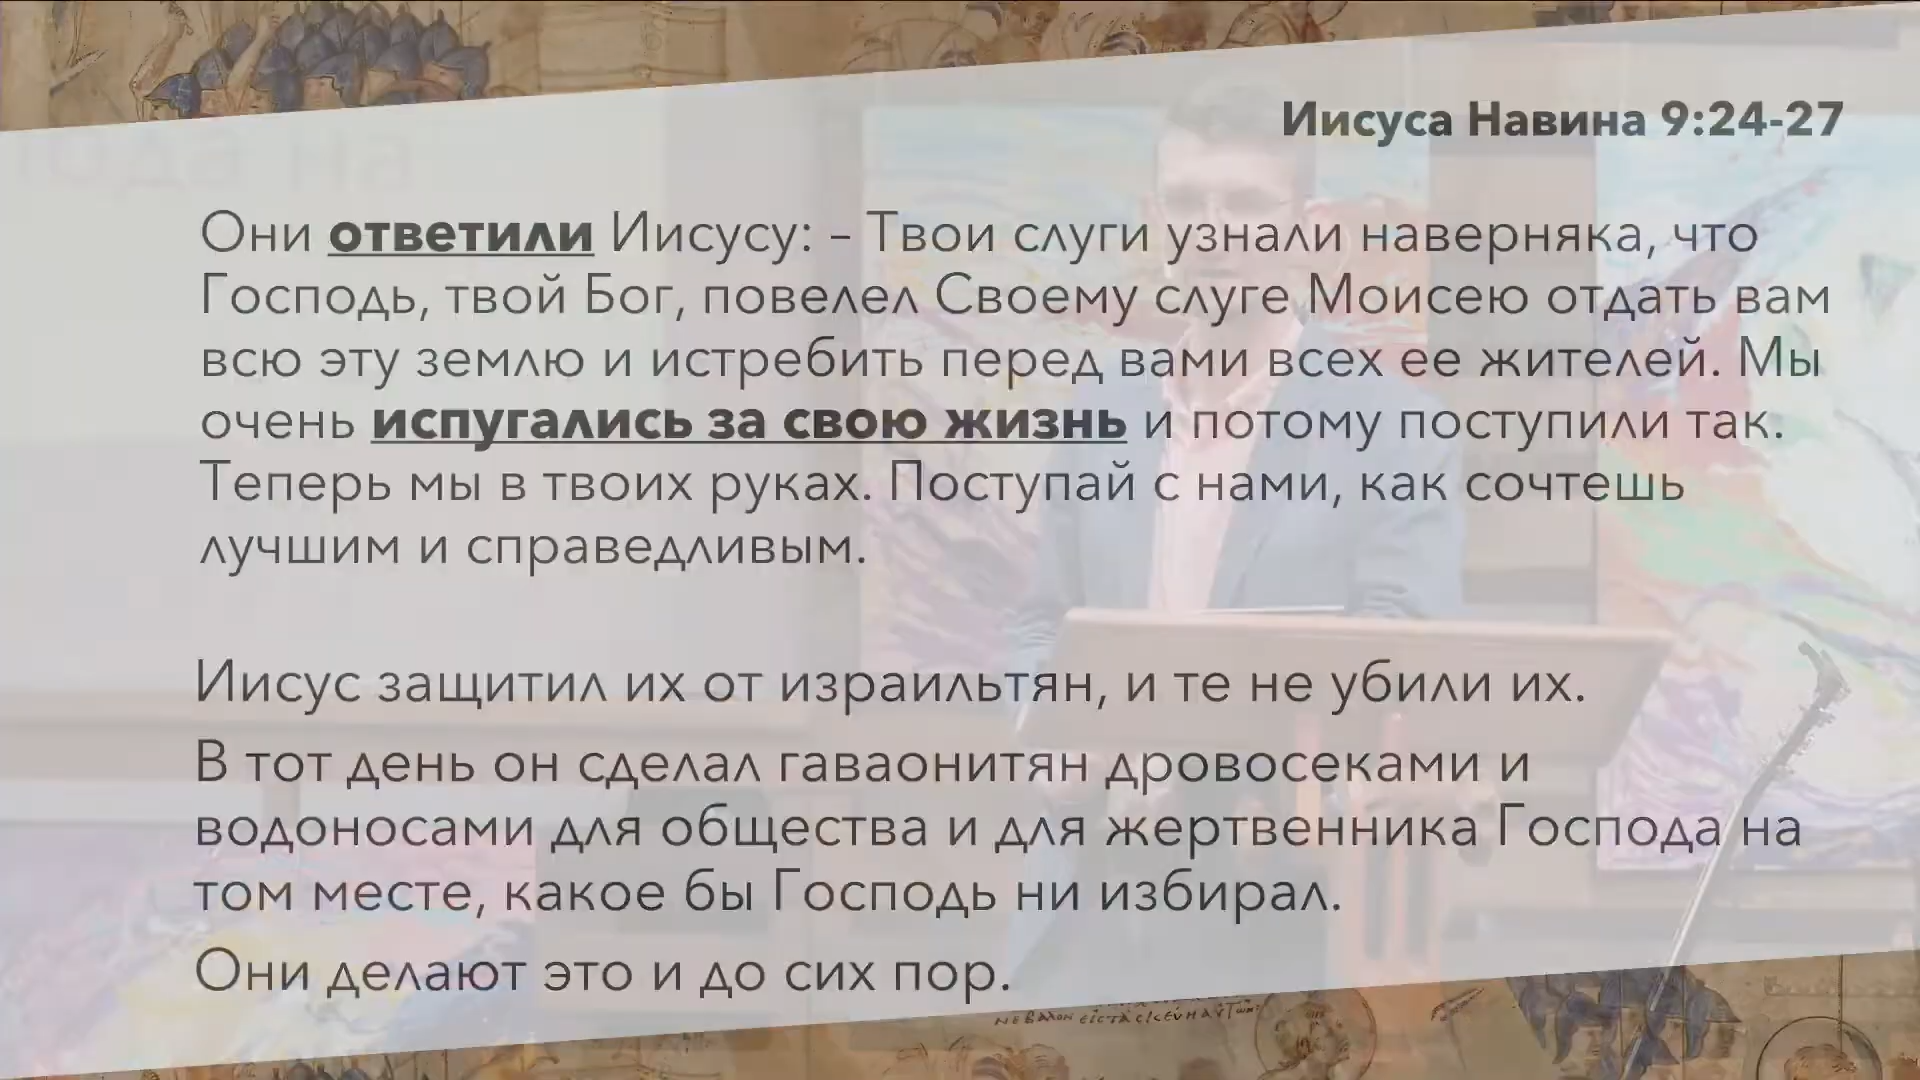 Иисуса Навина 9:24-27
Они ответили Иисусу: – Твои слуги узнали наверняка, что
Господь, твой Бог, повелел Своему слуге Моисею отдать вам
всю эту землю и истребить перед вами всех ее жителей. Мы
очень испугались за свою жизнь и потому поступили так.
Теперь мы в твоих руках. Поступай с нами, как сочтешь
лучшим и справедливым.
Иисус защитил их от израильтян, и те не убили их.
В тот день он сделал гаваонитян дровосеками и
водоносами для общества и для жертвенника Господа на
том месте, какое бы Господь ни избирал.
Они делают это и до сих пор.